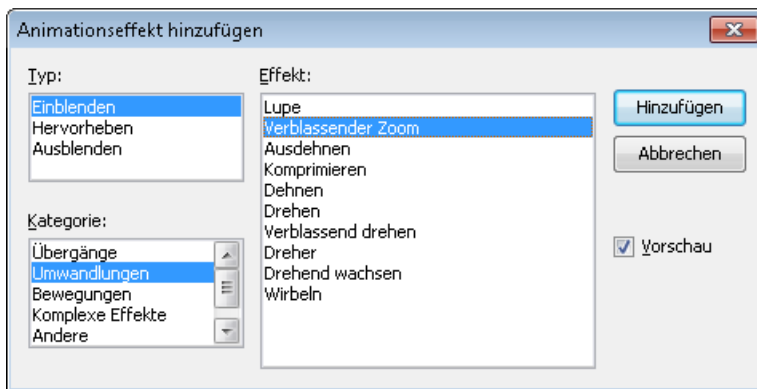 Animationseffekt hinzufügen
Typ:
Einblenden
Hervorheben
Ausblenden
Kategorie:
Übergänge
Umwandlungen
Bewegungen
Komplexe Effekte
Andere
Effekt:
Lupe
Verblassender Zoom
Ausdehnen
Komprimieren
Dehnen
Drehen
Verblassend drehen
Dreher
Drehend wachsen
Wirbeln
Hinzufügen
Abbrechen
Vorschau